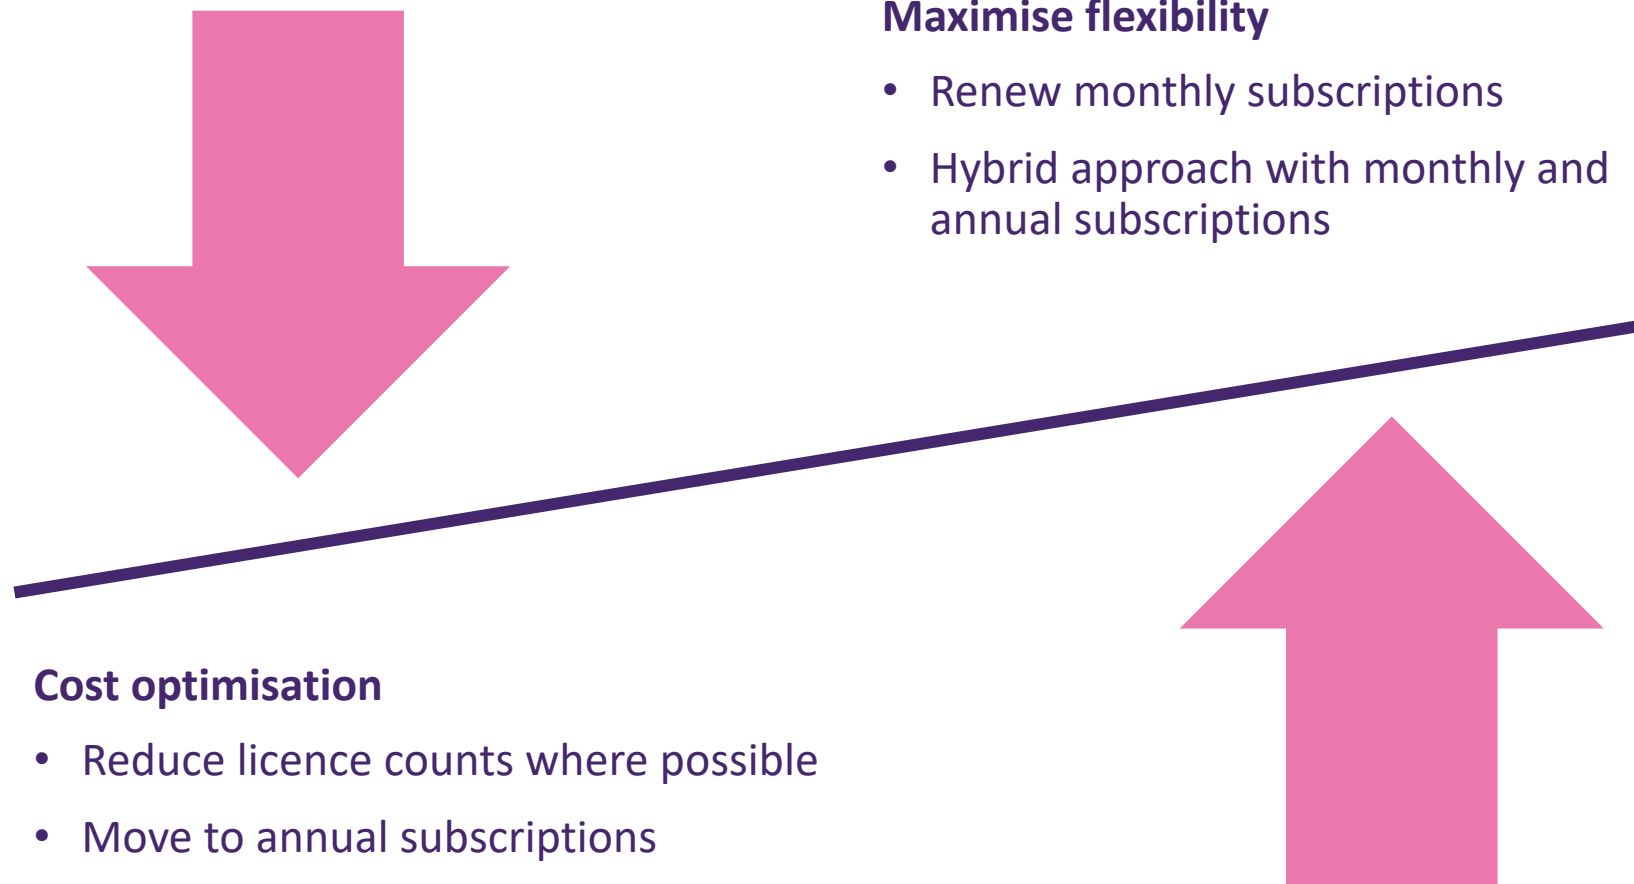 Maximise flexibility
• Renew monthly subscriptions
• Hybrid approach with monthly and
annual subscriptions
Cost optimisation
• Reduce licence counts where possible
• Move to annual subscriptions